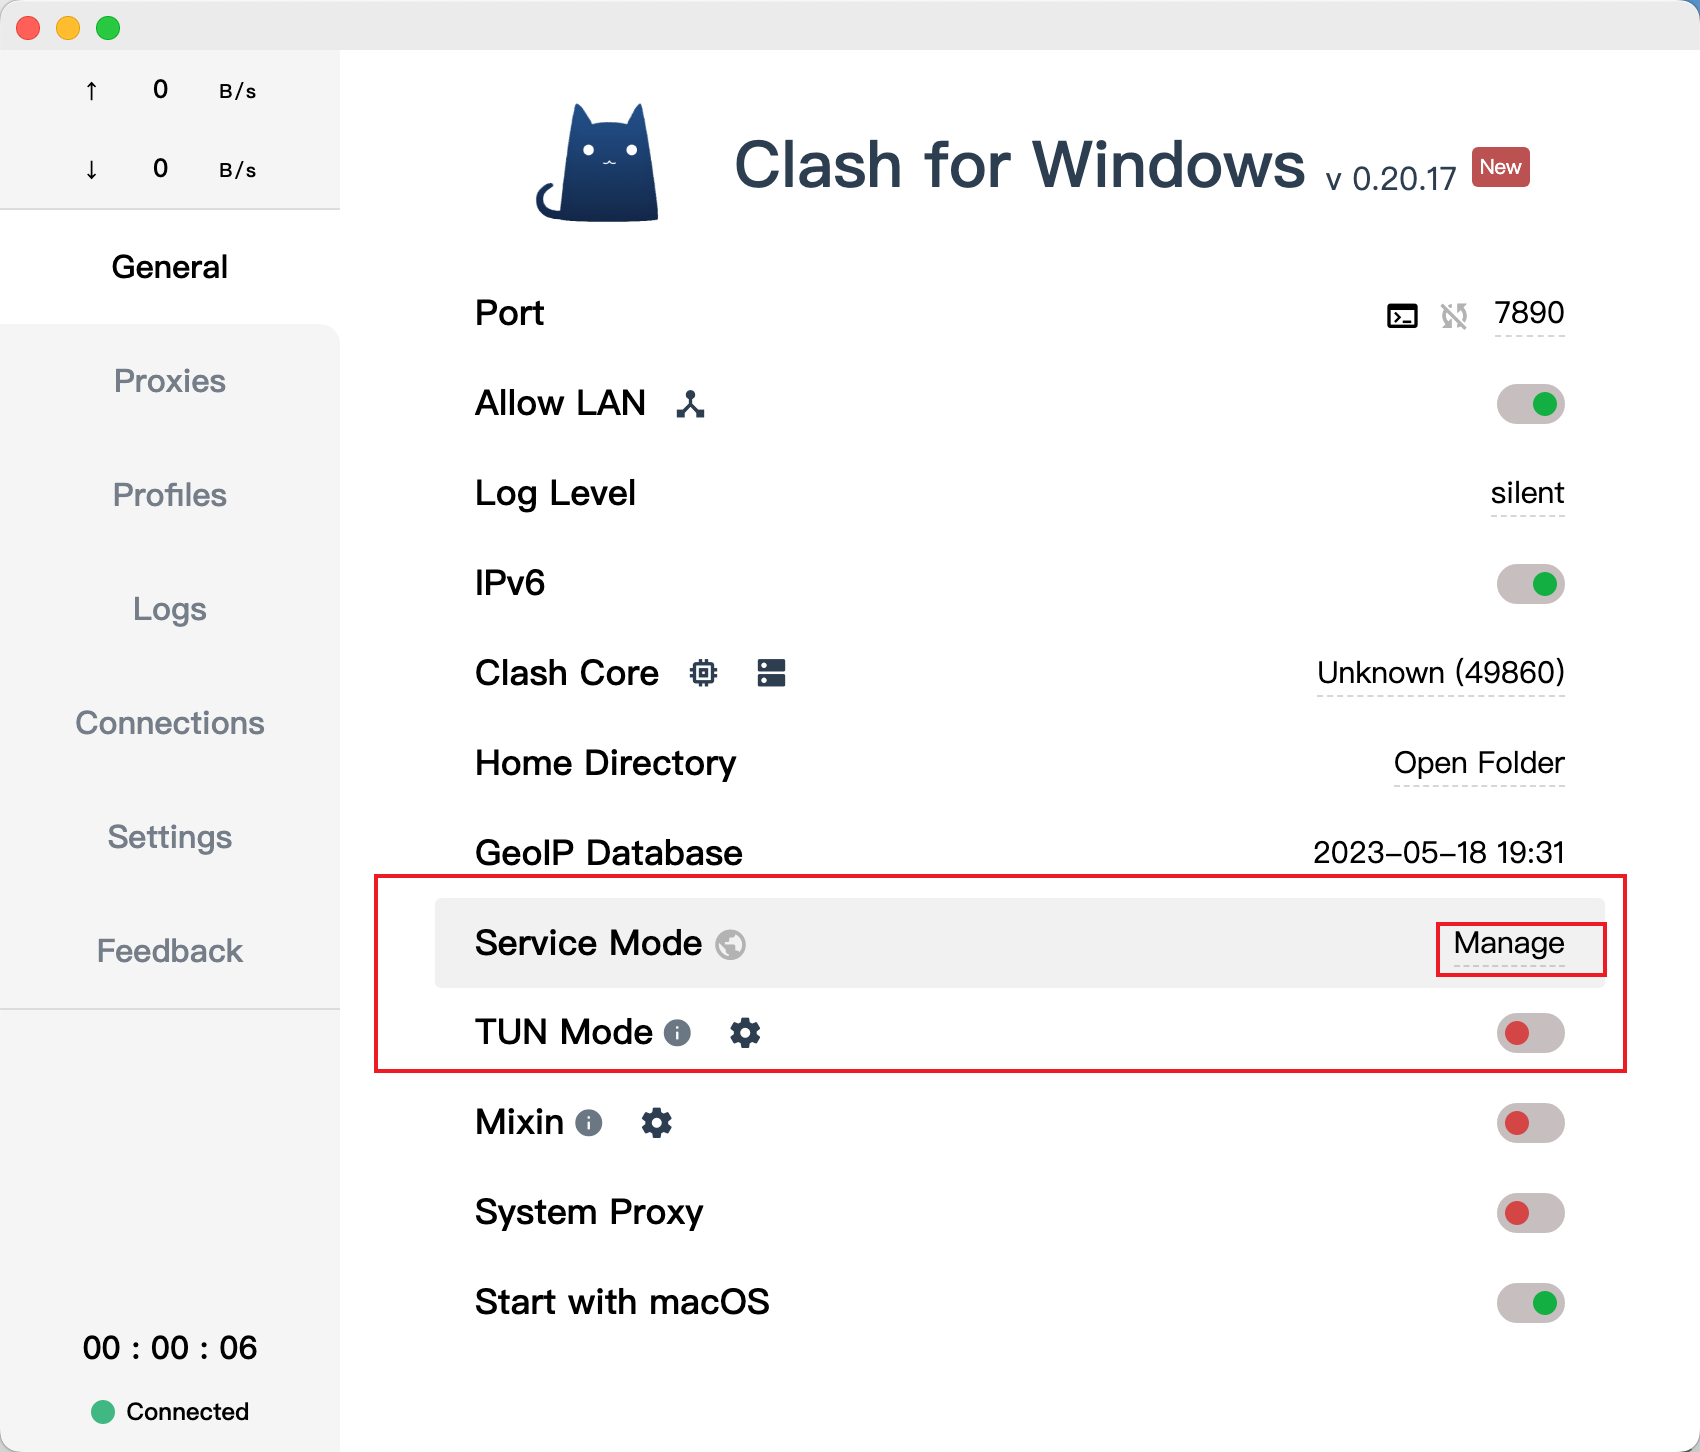 ↑ 0 B/s
↓ 0 B/s
General
Proxies
Profiles
Logs
Connections
Settings
Feedback
00 : 00 : 06
Connected
Clash for Windows v 0.20.17 New
Port 7890
Allow LAN
Log Level silent
IPv6
Clash Core Unknown (49860)
Home Directory Open Folder
GeoIP Database 2023–05–18 19:31
Service Mode Manage
TUN Mode
Mixin
System Proxy
Start with macOS